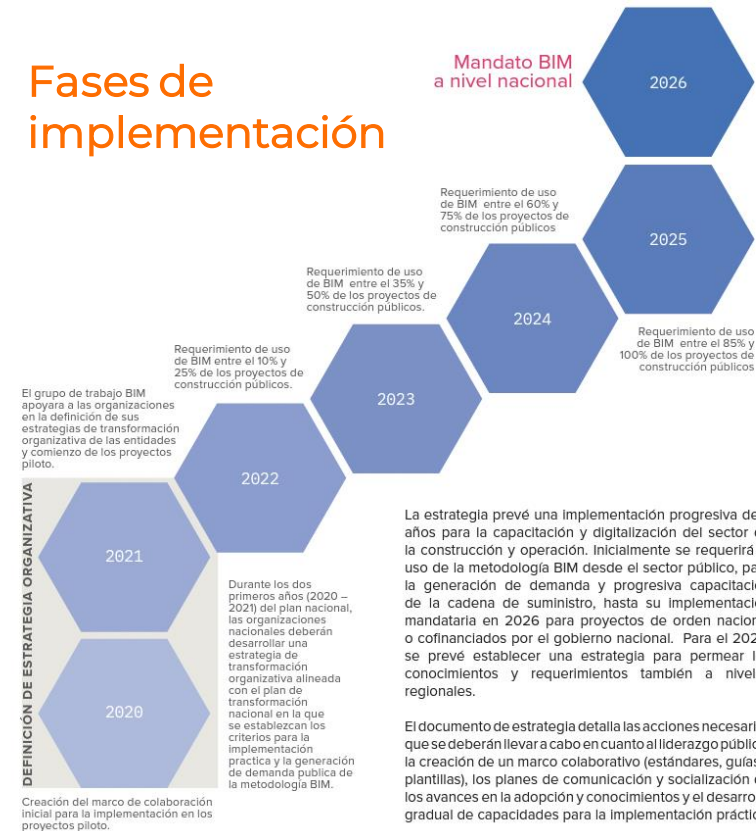 Fases de
implementación
Mandato BIM
a nivel nacional
2026
2025
Requerimiento de uso
de BIM entre el 85% y
100% de los proyectos de
construcción públicos
Requerimiento de uso
de BIM entre el 60% y
75% de los proyectos de
construcción públicos
2024
Requerimiento de uso
de BIM entre el 35% y
50% de los proyectos de
construcción públicos.
2023
Requerimiento de uso
de BIM entre el 10% y
25% de los proyectos de
construcción públicos.
2022
El grupo de trabajo BIM
apoyara a las organizaciones
en la definición de sus
estrategias de transformación
organizativa de las entidades
y comienzo de los proyectos
piloto.
DEFINICIÓN DE ESTRATEGIA ORGANIZATIVA
2021
2020
Creación del marco de colaboración
inicial para la implementación en los
proyectos piloto.
Durante los dos
primeros años (2020 –
2021) del plan nacional,
las organizaciones
nacionales deberán
desarrollar una
estrategia de
transformación
organizativa alineada
con el plan de
transformación
nacional en la que
se establezcan los
criterios para la
implementación
practica y la generación
de demanda publica de
la metodología BIM.
La estrategia prevé una implementación progresiva de
años para la capacitación y digitalización del sector
la construcción y operación. Inicialmente se requerirá
uso de la metodología BIM desde el sector público,
la generación de demanda y progresiva
de la cadena de suministro, hasta su
mandataria en 2026 para proyectos de orden
o cofinanciados por el gobierno nacional. Para el
se prevé establecer una estrategia para permear
conocimientos y requerimientos también a
regionales.
El documento de estrategia detalla las acciones
que se deberán llevar a cabo en cuanto al liderazgo
la creación de un marco colaborativo (estándares, guías
plantillas), los planes de comunicación y socialización
los avances en la adopción y conocimientos y el
gradual de capacidades para la implementación